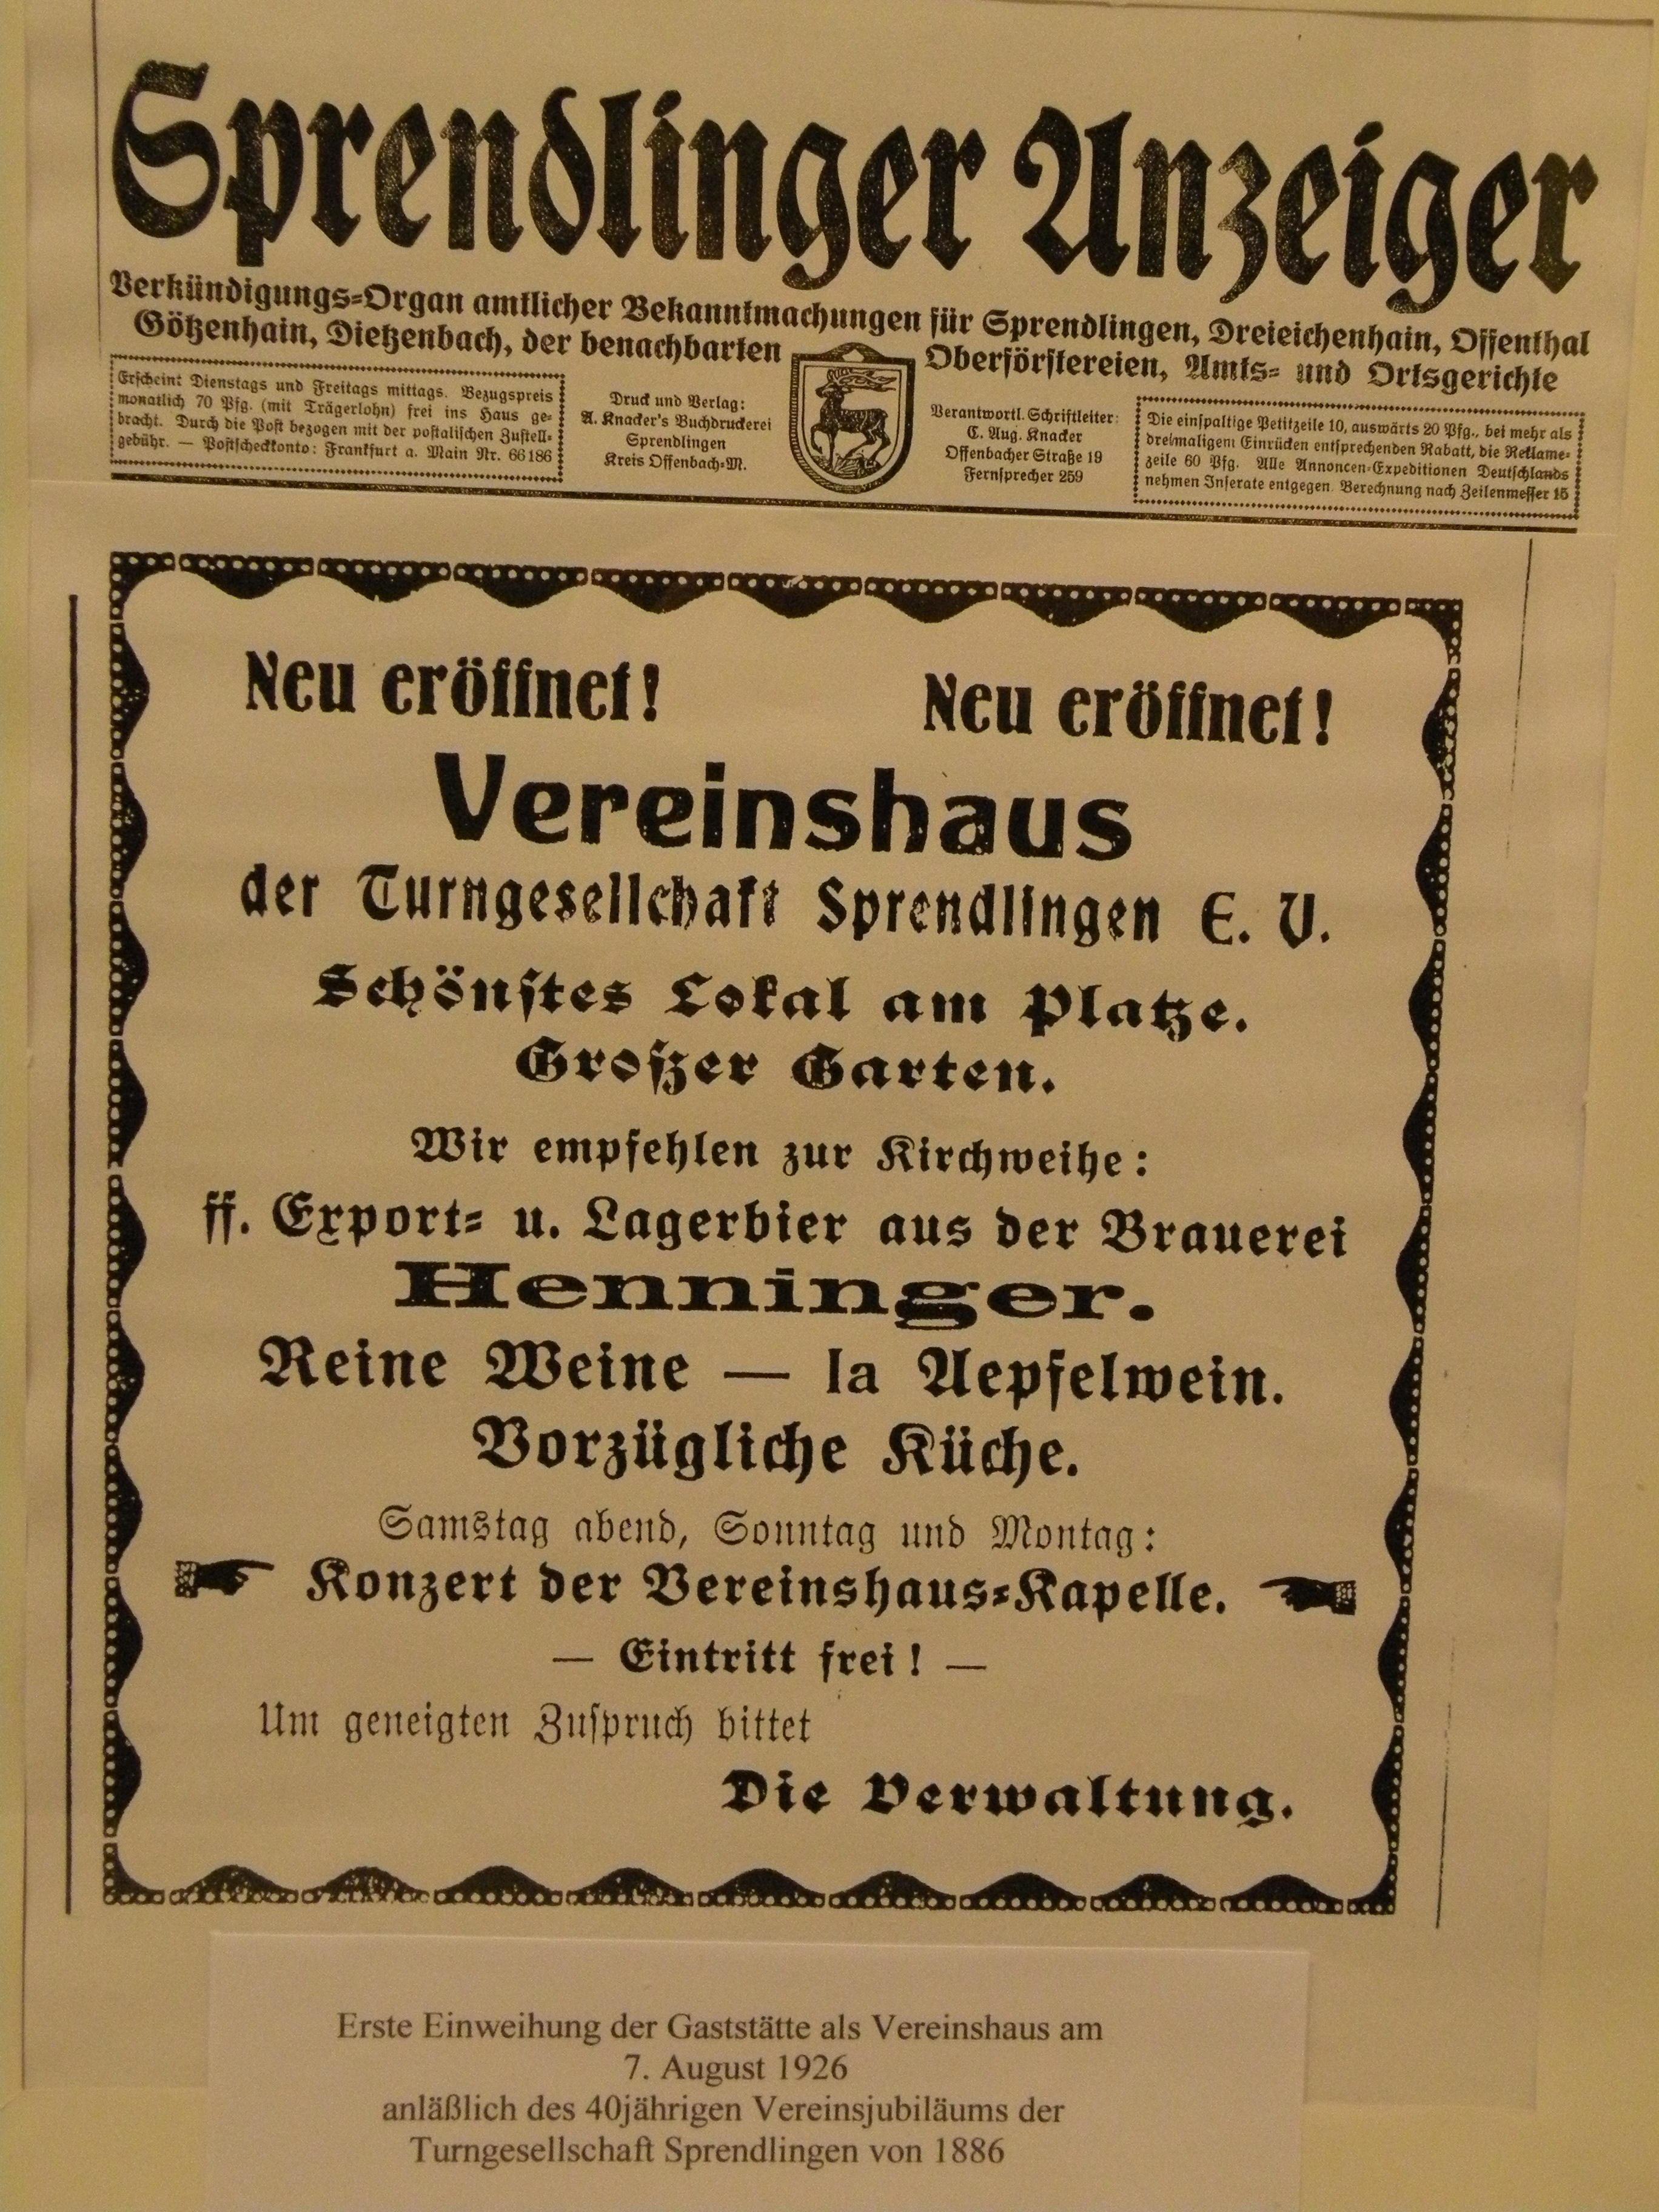 Sprendlinger Anzeiger
Verkündigungs-Organ amtlicher Bekanntmachungen für Sprendlingen, Dreieichenhain, Offenthal
Götzenhain, Dietzenbach, der benachbarten Oberförstereien, Amts- und Ortsgerichte
Erscheint Dienstags und Freitags mittags. Bezugspreis
monatlich 70 Pfg. (mit Trägerlohn) frei ins Haus ge-
bracht. Durch die Post bezogen mit der postalischen Zustell-
gebühr. — Postscheckkonto: Frankfurt a. Main Nr. 66186
Druck und Verlag:
A. Knacker's Buchdruckerei
Sprendlingen
Kreis Offenbach-M.
Verantwortl. Schriftleiter:
C. Aug. Knacker
Offenbacher Straße 19
Fernsprecher 259
Die einspaltige Petitzeile 10, auswärts 20 Pfg., bei mehr als
dreimaligem Einrücken entsprechenden Rabatt, die Reklame-
zeile 60 Pfg. Alle Annoncen-Expeditionen Deutschlands
nehmen Inserate entgegen. Berechnung nach Zeilenmesser 15
Neu eröffnet! Neu eröffnet!
Vereinshaus
der Turngesellchaft Sprendlingen E. V.
Schönstes Lokal am Platze.
Großer Garten.
Wir empfehlen zur Kirchweihe:
ff. Export- u. Lagerbier aus der Brauerei
Henninger.
Reine Weine — Ia Aepfelwein.
Vorzügliche Küche.
Samstag abend, Sonntag und Montag:
Konzert der Vereinshaus-Kapelle.
— Eintritt frei! —
Um geneigten Zuspruch bittet
Die Verwaltung.
Erste Einweihung der Gaststätte als Vereinshaus am
7. August 1926
anläßlich des 40jährigen Vereinsjubiläums der
Turngesellschaft Sprendlingen von 1886